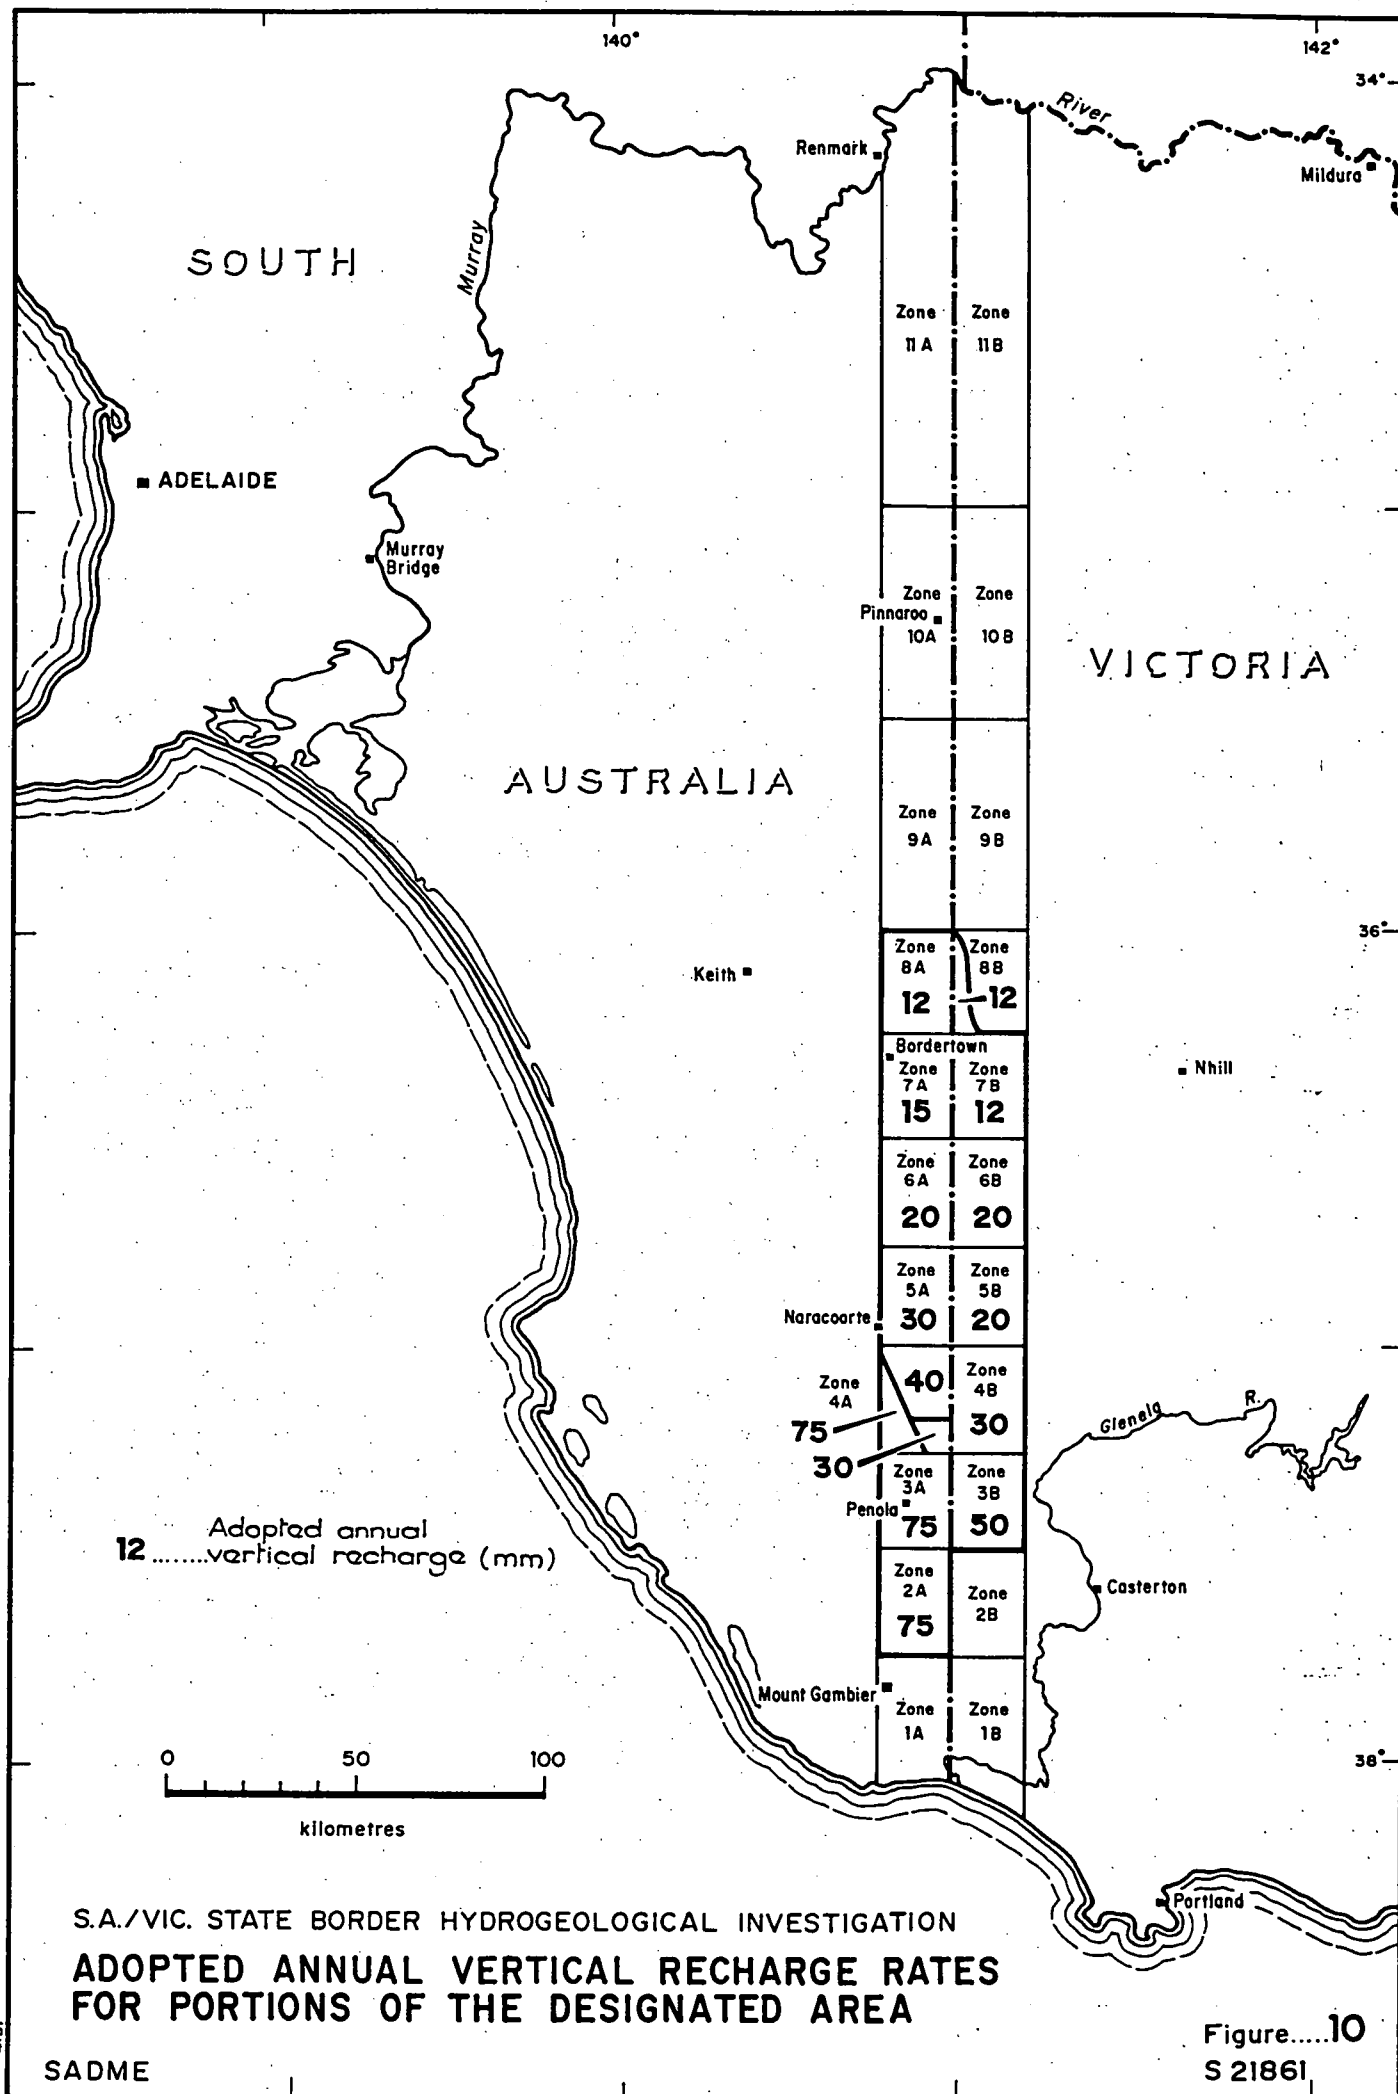 140°
142°
34°
River
Renmark
Mildura
SOUTH
Murray
Zone
11A
Zone
11B
ADELAIDE
Murray
Bridge
Zone
10A
Pinnaroo
Zone
10B
VICTORIA
AUSTRALIA
Zone
9A
Zone
9B
36°
Keith
Zone
8A
12
Zone
8B
12
Bordertown
Zone
7A
15
Zone
7B
12
Nhill
Zone
6A
20
Zone
6B
20
Zone
5A
30
Zone
5B
20
Naracoorte
Zone
4A
40
75
30
Zone
4B
30
Glenelg
R.
Zone
3A
Penola
75
Zone
3B
50
12........Adopted annual
vertical recharge (mm)
Zone
2A
75
Zone
2B
Casterton
Mount Gambier
Zone
1A
Zone
1B
38°
0 50 100
kilometres
Portland
S.A./VIC. STATE BORDER HYDROGEOLOGICAL INVESTIGATION
ADOPTED ANNUAL VERTICAL RECHARGE RATES
FOR PORTIONS OF THE DESIGNATED AREA
Figure.....10
SADME
S 21861